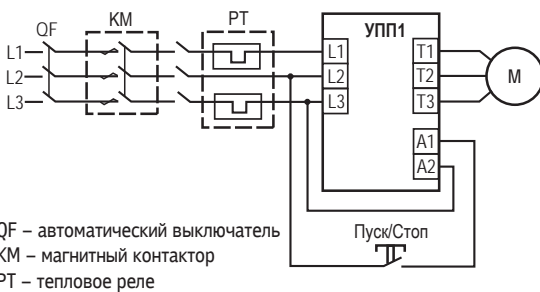 QF
KM
PT
УПП1
L1
L2
L3
L1
L2
L3
T1
T2
T3
M
A1
A2
Пуск/Стоп
QF – автоматический выключатель
KM – магнитный контактор
PT – тепловое реле